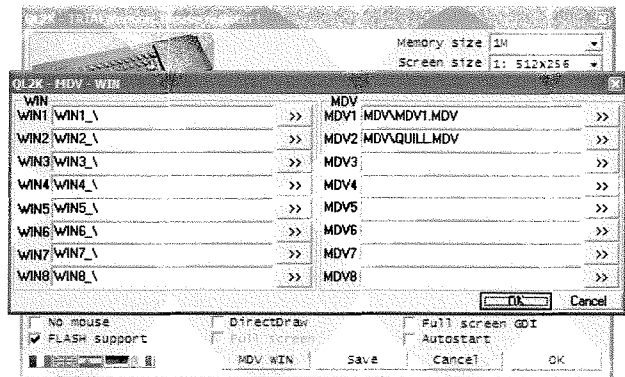 Memory size 1M
Screen size 1: 512x256
QL2K - MDV - WIN
WIN
MDV
WIN1 WIN1_\ >> MDV1 MDV\MDV1.MDV >>
WIN2 WIN2_\ >> MDV2 MDV\QUILL.MDV >>
WIN3 WIN3_\ >> MDV3 >>
WIN4 WIN4_\ >> MDV4 >>
WIN5 WIN5_\ >> MDV5 >>
WIN6 WIN6_\ >> MDV6 >>
WIN7 WIN7_\ >> MDV7 >>
WIN8 WIN8_\ >> MDV8 >>
OK Cancel
No mouse DirectDraw Full screen GDI
FLASH support Full screen Autostart
MDV WIN Save Cancel OK